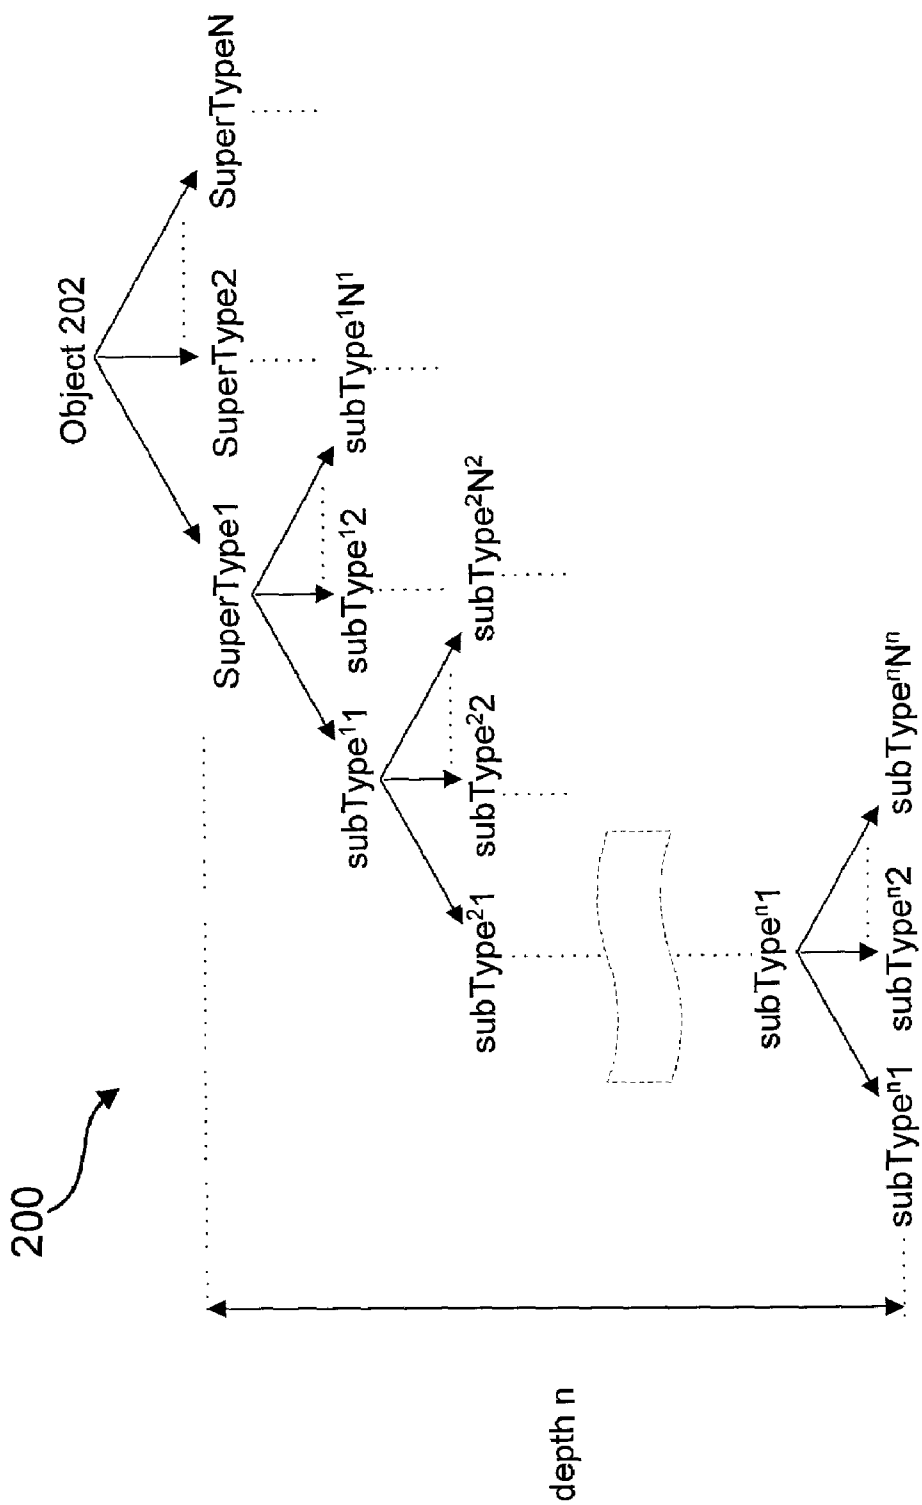 200
Object 202
SuperType1 SuperType2 SuperTypeN
subType¹1 subType¹2 subType¹N¹
subType²1 subType²2 subType²N²
depth n
subTypeⁿ1
subTypeⁿ1 subTypeⁿ2 subTypeⁿNⁿ